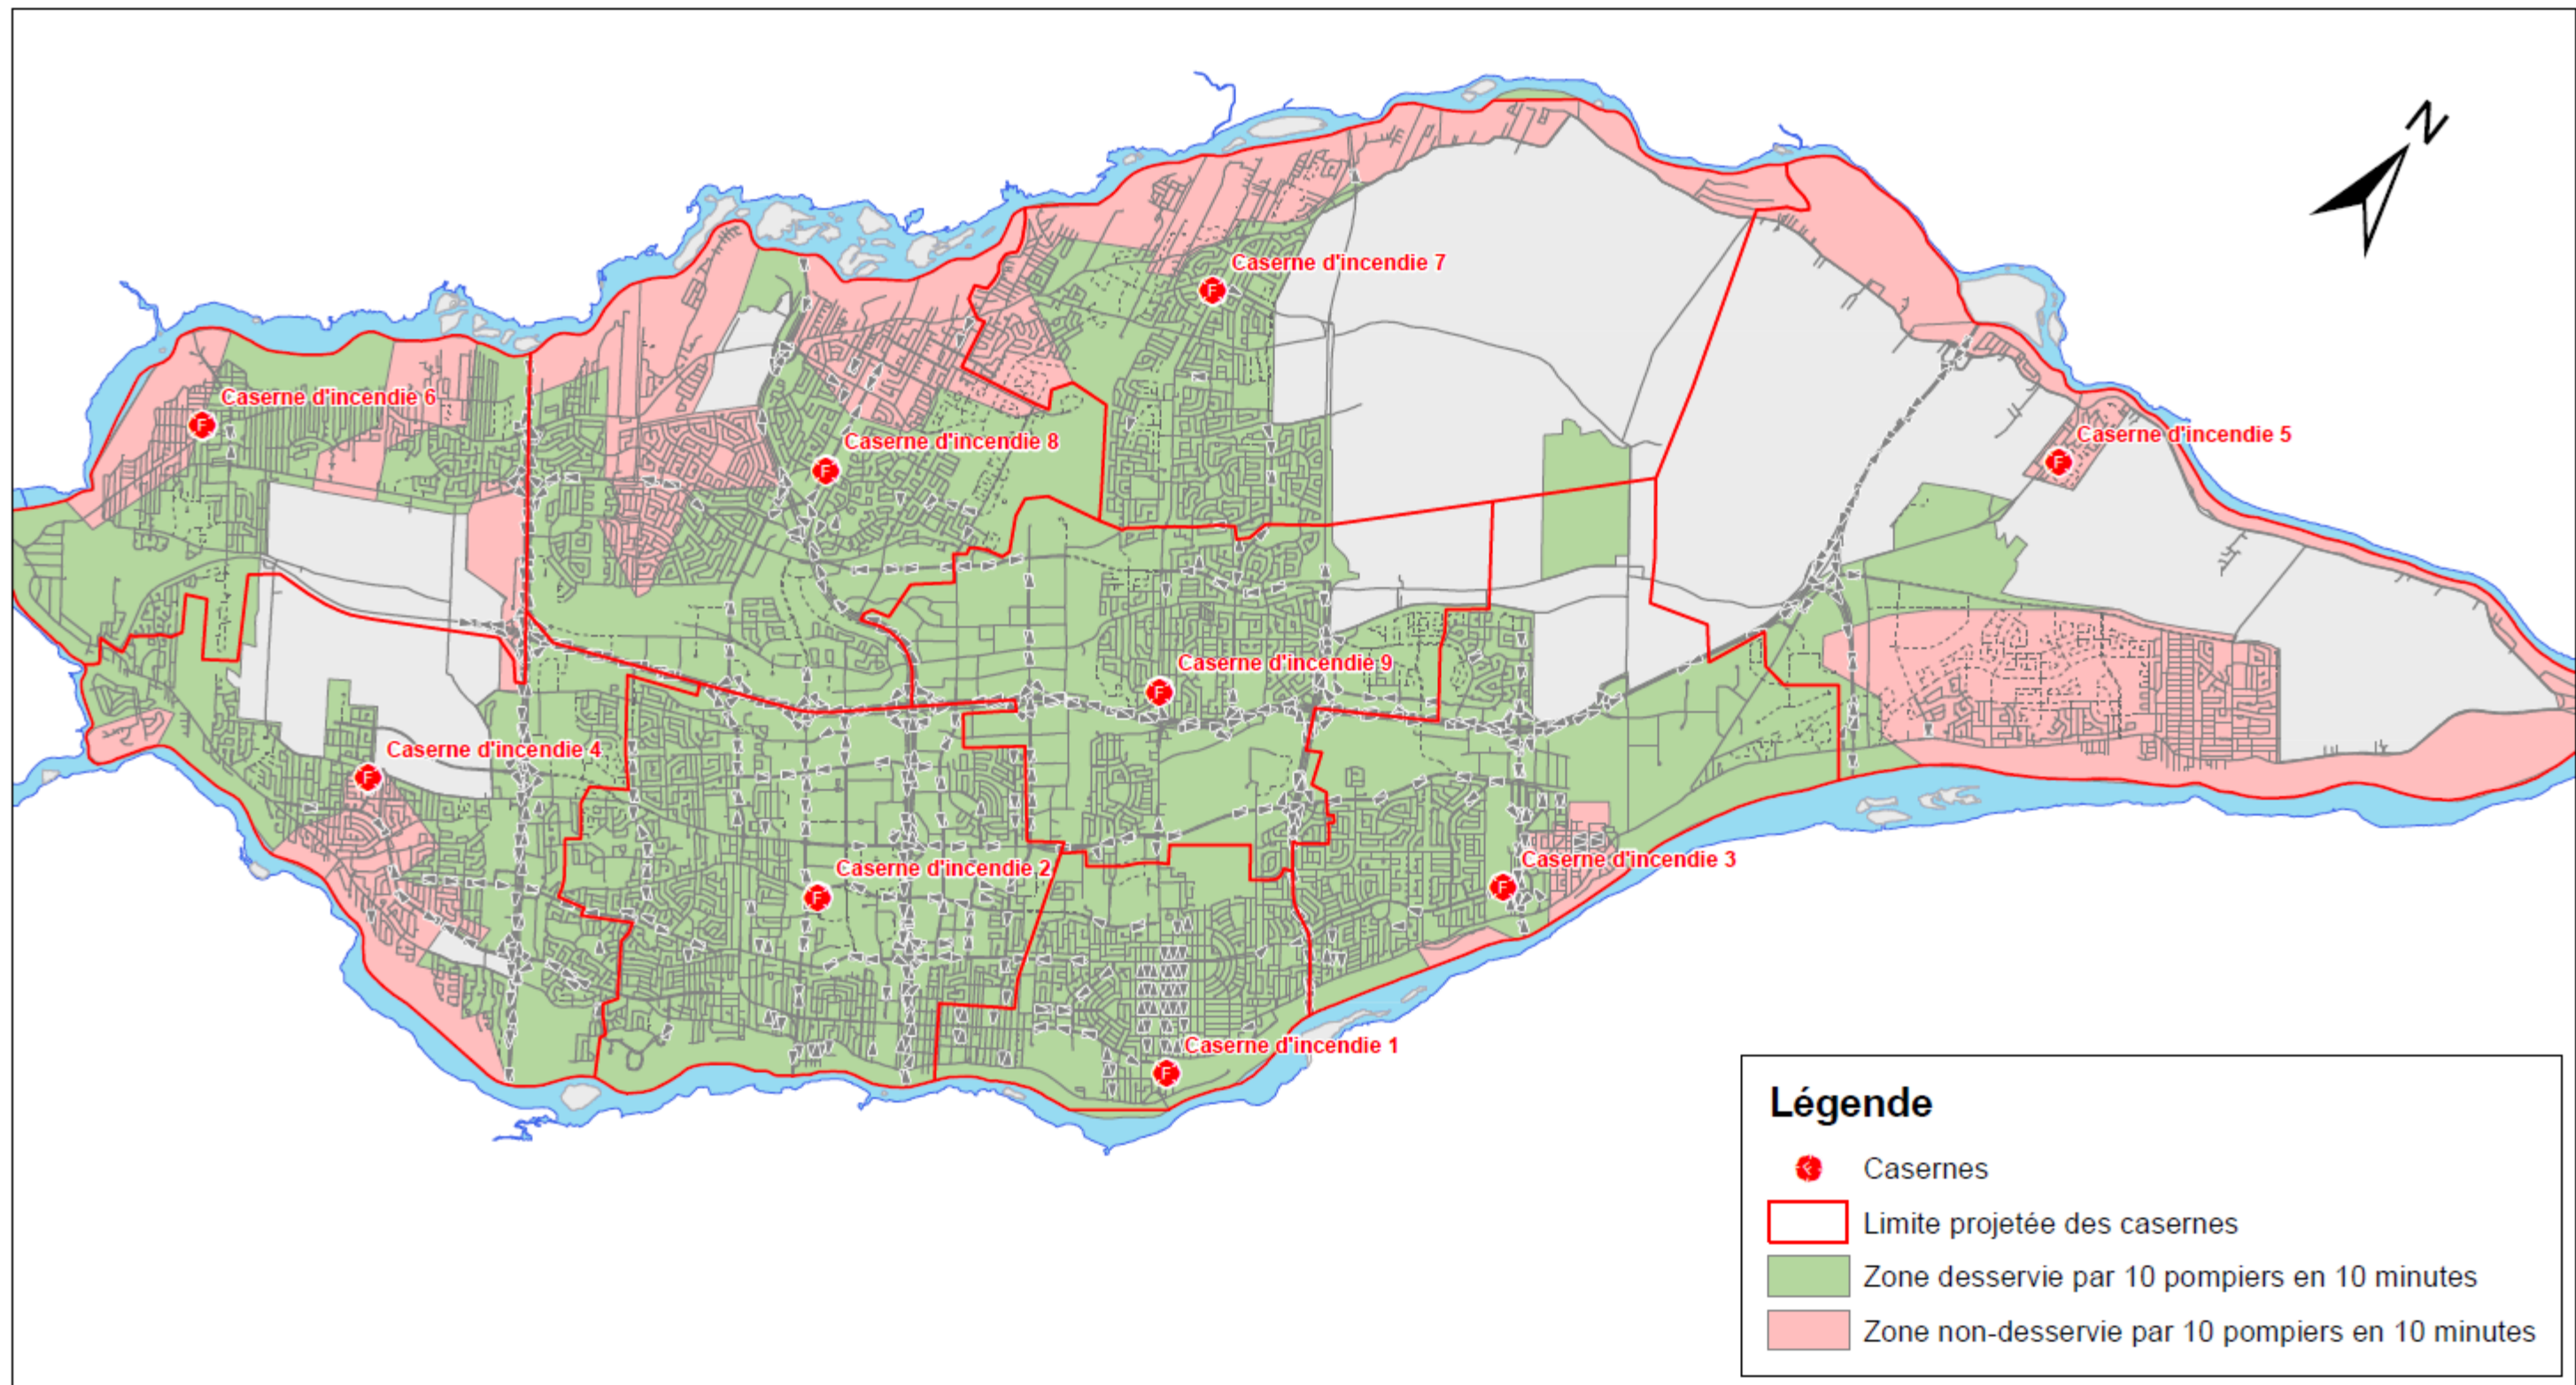 N
Caserne d'incendie 7
Caserne d'incendie 6
Caserne d'incendie 8
Caserne d'incendie 5
Caserne d'incendie 9
Caserne d'incendie 4
Caserne d'incendie 2
Caserne d'incendie 3
Caserne d'incendie 1
F
F
F
F
F
F
F
F
F
Légende
F Casernes
Limite projetée des casernes
Zone desservie par 10 pompiers en 10 minutes
Zone non-desservie par 10 pompiers en 10 minutes